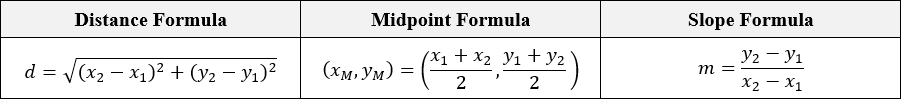 Distance Formula
Midpoint Formula
Slope Formula
d = √((x₂ − x₁)² + (y₂ − y₁)²)
(x_M, y_M) = ((x₁ + x₂)/2, (y₁ + y₂)/2)
m = (y₂ − y₁)/(x₂ − x₁)